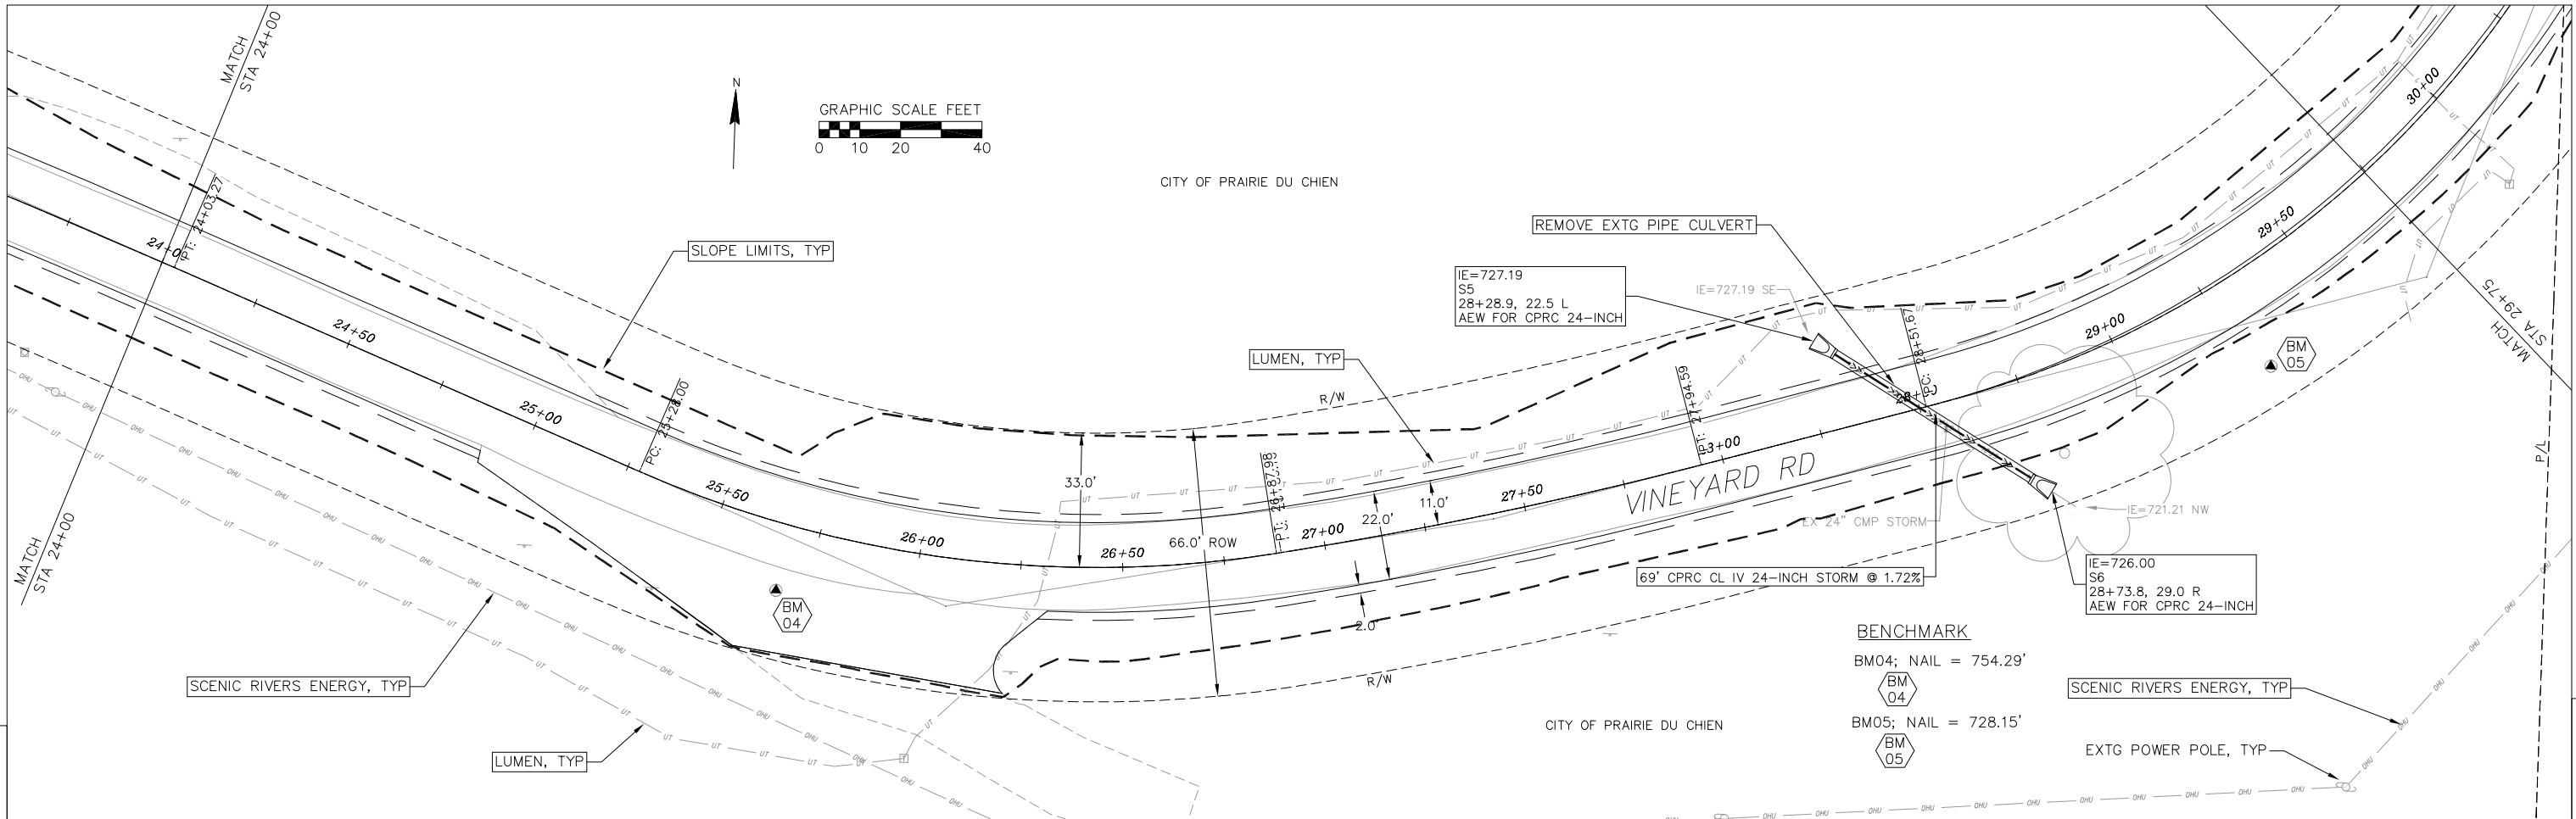 MATCH
STA 24+00
N
GRAPHIC SCALE FEET
0 10 20 40
CITY OF PRAIRIE DU CHIEN
PT: 24+03.27
SLOPE LIMITS, TYP
REMOVE EXTG PIPE CULVERT
IE=727.19
S5
28+28.9, 22.5 L
AEW FOR CPRC 24-INCH
IE=727.19 SE
LUMEN, TYP
R/W
24+50
25+00
PC: 25+28.00
25+50
26+00
26+50
33.0'
66.0' ROW
27+00
22.0'
11.0'
27+50
PT: 27+94.59
VINEYARD RD
PC: 28+51.67
29+00
29+50
30+00
MATCH
STA 29+75
BM
05
P/L
EX 24" CMP STORM
IE=721.21 NW
69' CPRC CL IV 24-INCH STORM @ 1.72%
IE=726.00
S6
28+73.8, 29.0 R
AEW FOR CPRC 24-INCH
2.0'
R/W
MATCH
STA 24+00
BM
04
OHU
UT
SCENIC RIVERS ENERGY, TYP
LUMEN, TYP
CITY OF PRAIRIE DU CHIEN
BENCHMARK
BM04; NAIL = 754.29'
BM
04
BM05; NAIL = 728.15'
BM
05
SCENIC RIVERS ENERGY, TYP
EXTG POWER POLE, TYP